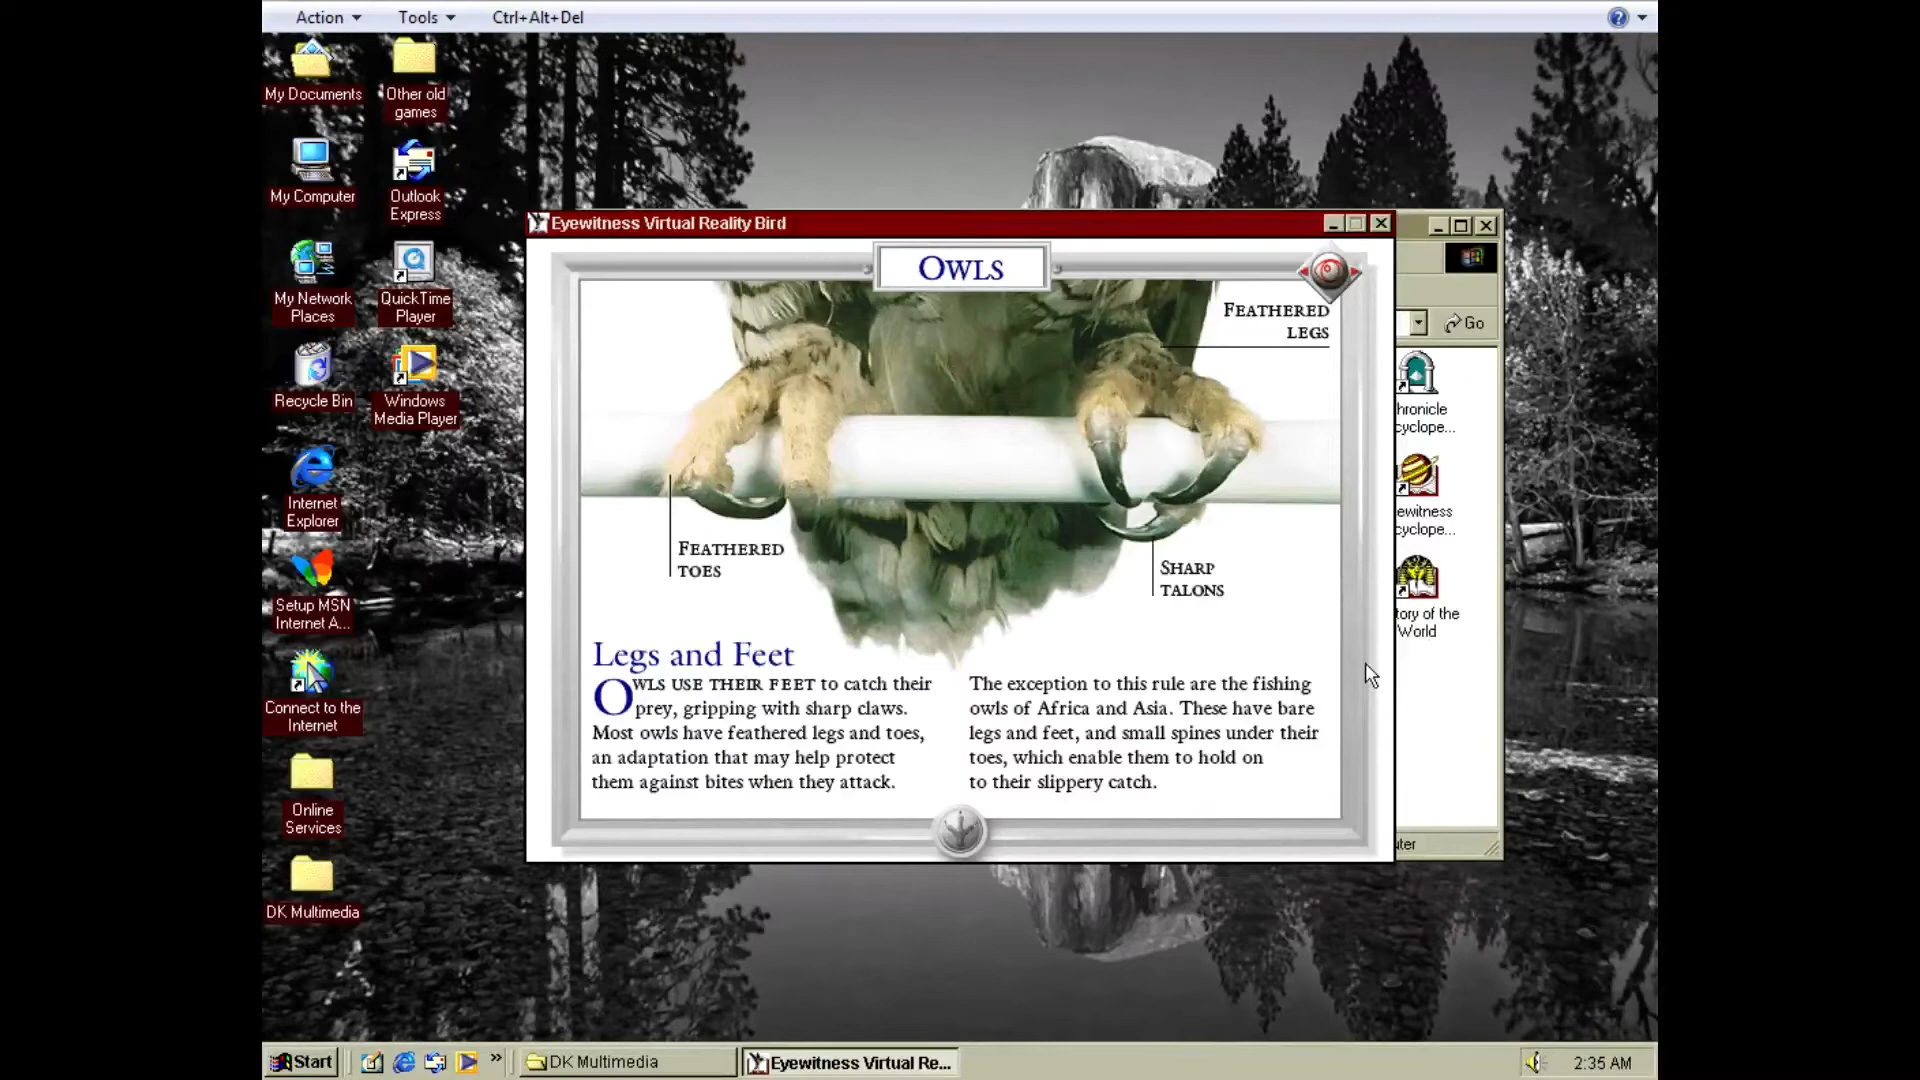 Action
Tools
Ctrl+Alt+Del
My Documents
Other old
games
My Computer
Outlook
Express
My Network
Places
QuickTime
Player
Recycle Bin
Windows
Media Player
Internet
Explorer
Setup MSN
Internet A...
Connect to the
Internet
Online
Services
DK Multimedia
Eyewitness Virtual Reality Bird
OWLS
FEATHERED
LEGS
FEATHERED
TOES
SHARP
TALONS
Legs and Feet
OWLS USE THEIR FEET to catch their
prey, gripping with sharp claws.
Most owls have feathered legs and toes,
an adaptation that may help protect
them against bites when they attack.
The exception to this rule are the fishing
owls of Africa and Asia. These have bare
legs and feet, and small spines under their
toes, which enable them to hold on
to their slippery catch.
Go
hronicle
cyclope...
ewitness
cyclope...
tory of the
World
uter
Start
»
DK Multimedia
Eyewitness Virtual Re...
2:35 AM